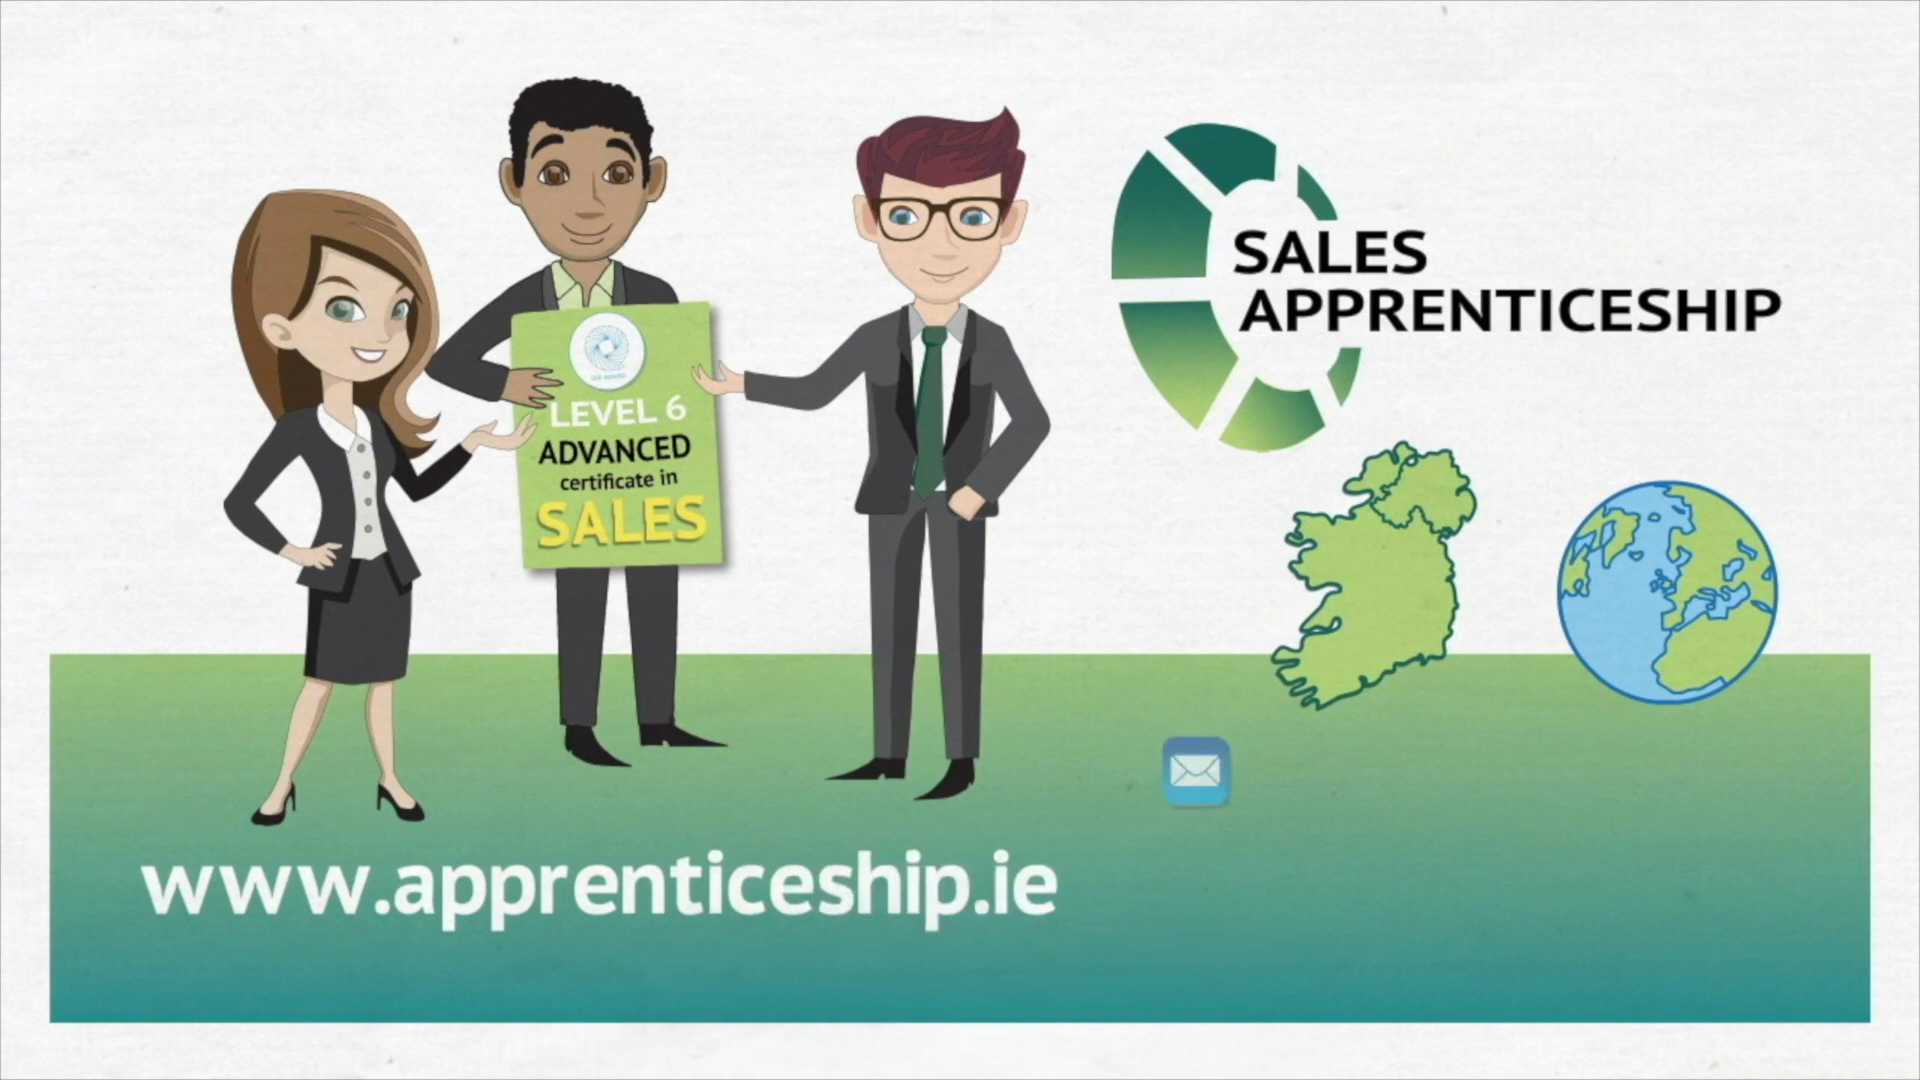 LEVEL 6
ADVANCED
certificate in
SALES
SALES
APPRENTICESHIP
www.apprenticeship.ie